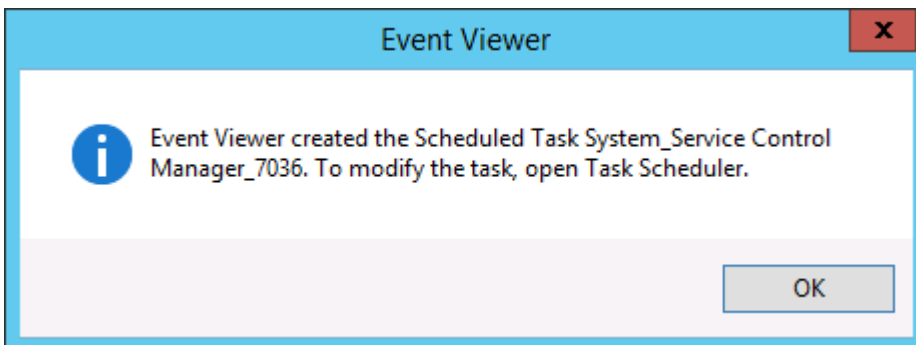 Event Viewer
x
Event Viewer created the Scheduled Task System_Service Control
Manager_7036. To modify the task, open Task Scheduler.
OK